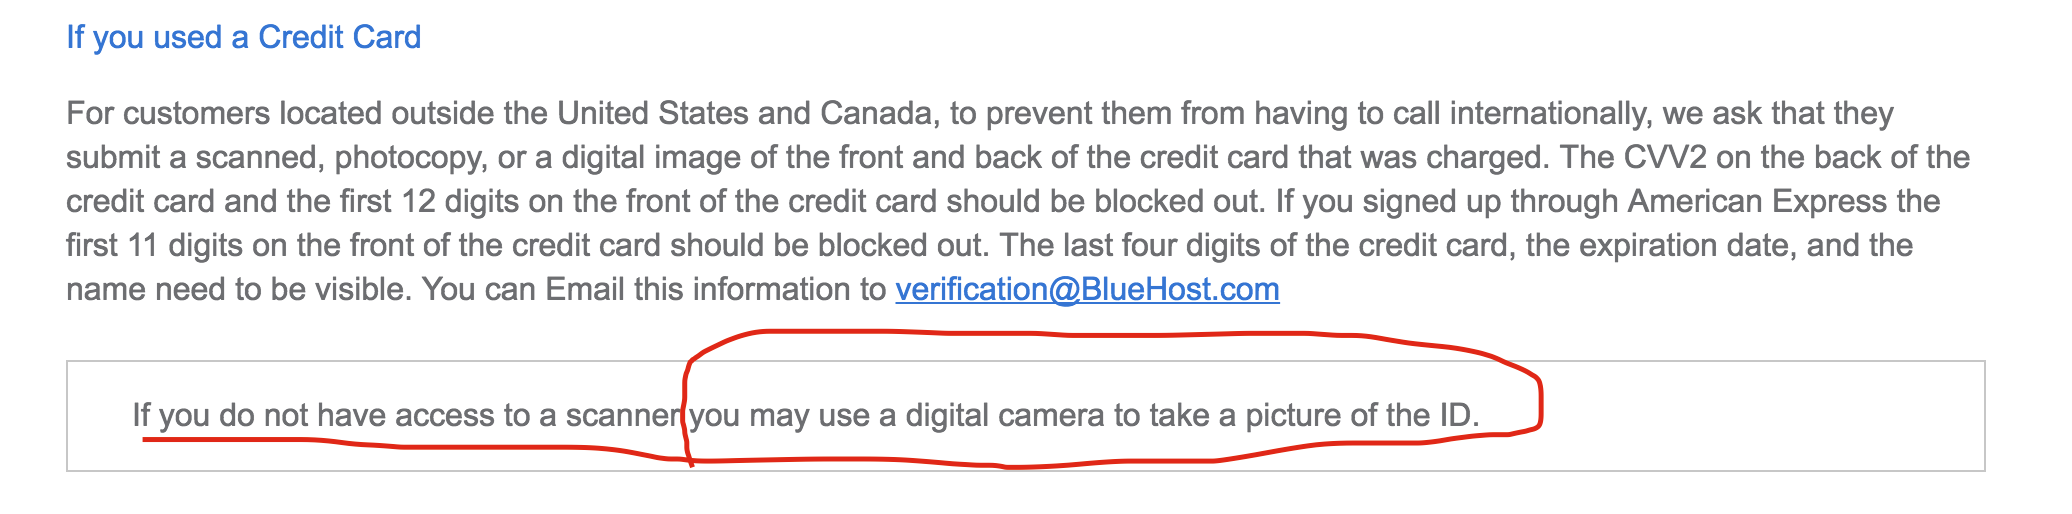 If you used a Credit Card
For customers located outside the United States and Canada, to prevent them from having to call internationally, we ask that they
submit a scanned, photocopy, or a digital image of the front and back of the credit card that was charged. The CVV2 on the back of the
credit card and the first 12 digits on the front of the credit card should be blocked out. If you signed up through American Express the
first 11 digits on the front of the credit card should be blocked out. The last four digits of the credit card, the expiration date, and the
name need to be visible. You can Email this information to verification@BlueHost.com
If you do not have access to a scanner you may use a digital camera to take a picture of the ID.